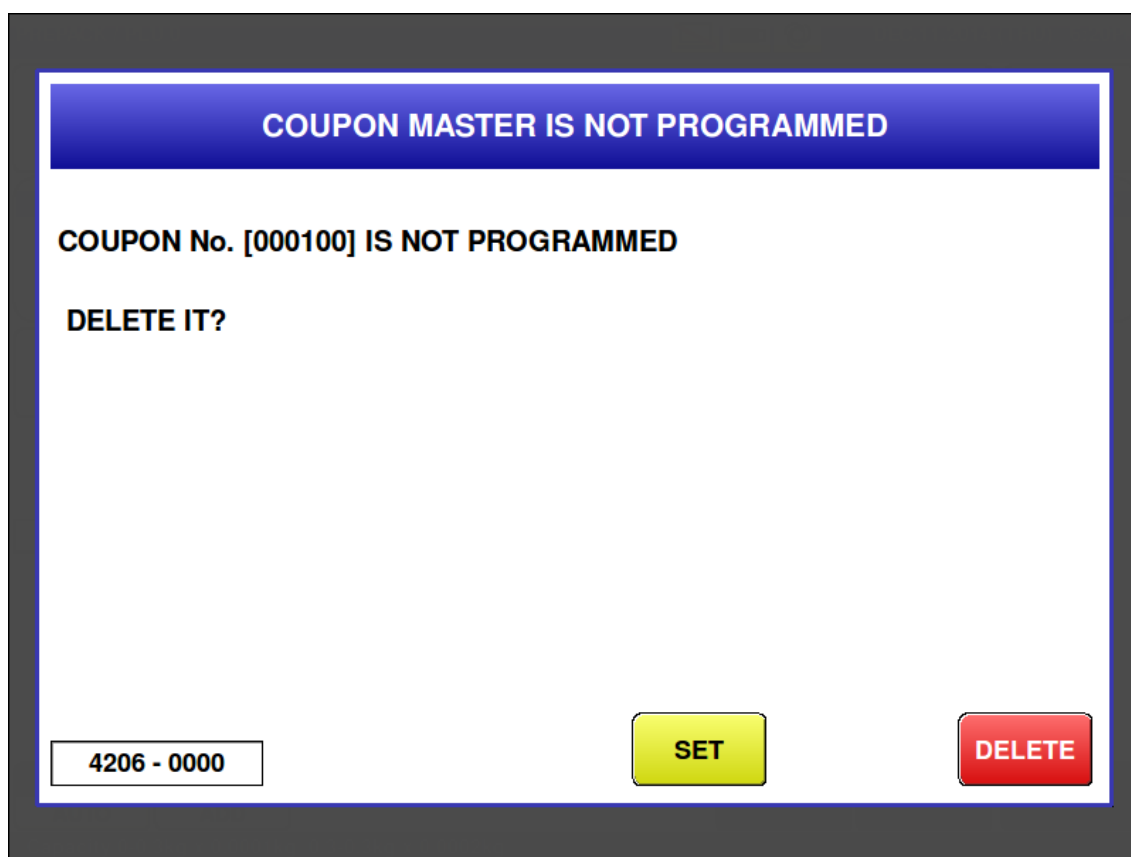 COUPON MASTER IS NOT PROGRAMMED
COUPON No. [000100] IS NOT PROGRAMMED
DELETE IT?
4206 - 0000
SET
DELETE